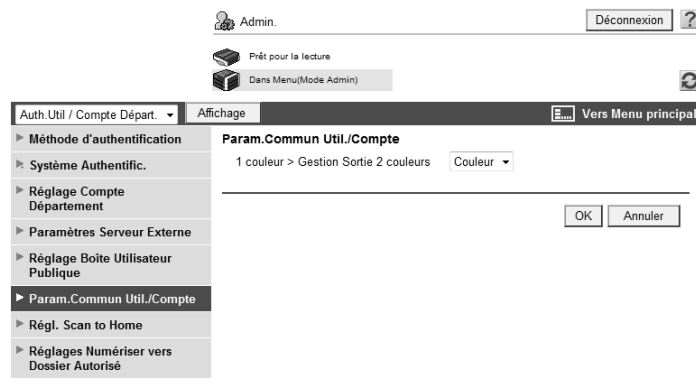 Admin.
Déconnexion
?
Prêt pour la lecture
Dans Menu(Mode Admin)
Auth.Util / Compte Départ.
Affichage
Vers Menu principal
Méthode d'authentification
Système Authentific.
Réglage Compte
Département
Paramètres Serveur Externe
Réglage Boîte Utilisateur
Publique
Param.Commun Util./Compte
Régl. Scan to Home
Réglages Numériser vers
Dossier Autorisé
Param.Commun Util./Compte
1 couleur > Gestion Sortie 2 couleurs Couleur
OK Annuler